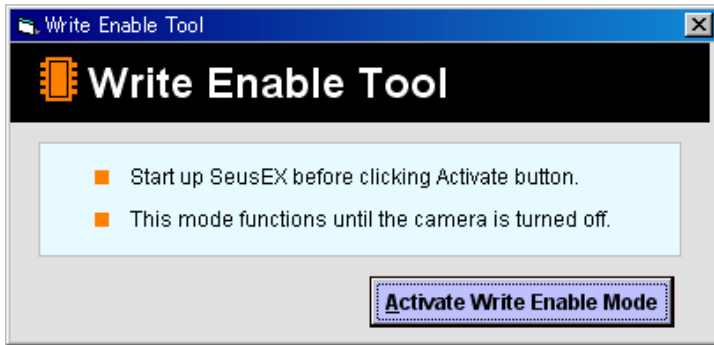 Write Enable Tool
Write Enable Tool
Start up SeusEX before clicking Activate button.
This mode functions until the camera is turned off.
Activate Write Enable Mode